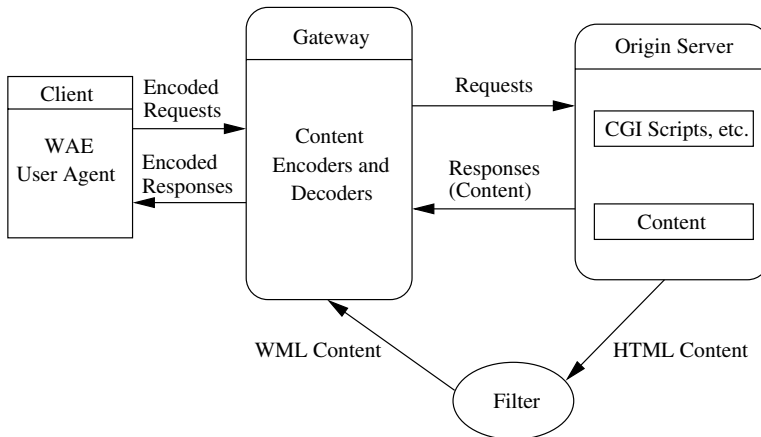 Client
WAE
User Agent
Encoded
Requests
Encoded
Responses
Gateway
Content
Encoders and
Decoders
Requests
Responses
(Content)
Origin Server
CGI Scripts, etc.
Content
WML Content
HTML Content
Filter